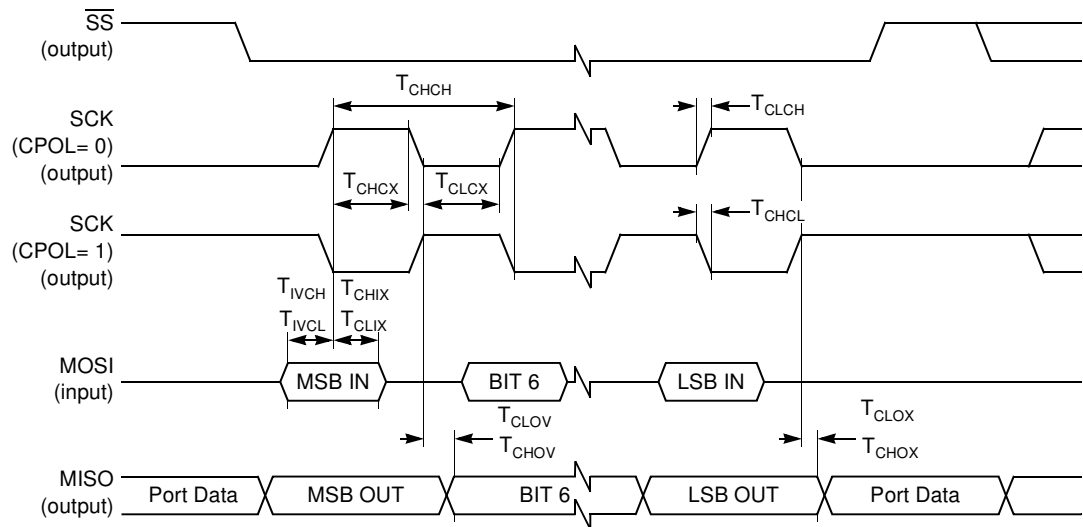 SS
(output)
T_CHCH
SCK
(CPOL= 0)
(output)
T_CLCH
T_CHCX
T_CLCX
SCK
(CPOL= 1)
(output)
T_CHCL
T_IVCH
T_CHIX
T_IVCL
T_CLIX
MOSI
(input)
MSB IN
BIT 6
LSB IN
T_CLOV
T_CHOV
T_CLOX
T_CHOX
MISO
(output)
Port Data
MSB OUT
BIT 6
LSB OUT
Port Data